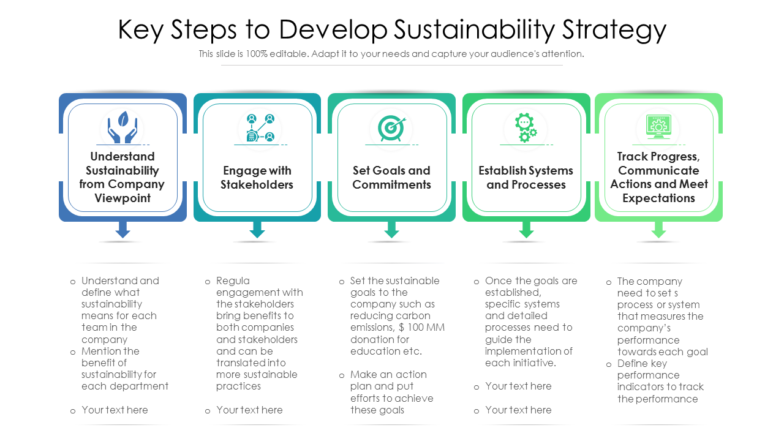 Key Steps to Develop Sustainability Strategy
This slide is 100% editable. Adapt it to your needs and capture your audience's attention.
Understand
Sustainability
from Company
Viewpoint
Engage with
Stakeholders
Set Goals and
Commitments
Establish Systems
and Processes
Track Progress,
Communicate
Actions and Meet
Expectations
o Understand and
define what
sustainability
means for each
team in the
company
o Mention the
benefit of
sustainability for
each department
o Your text here
o Regula
engagement with
the stakeholders
bring benefits to
both companies
and stakeholders
and can be
translated into
more sustainable
practices
o Your text here
o Set the sustainable
goals to the
company such as
reducing carbon
emissions, $ 100 MM
donation for
education etc.
o Make an action
plan and put
efforts to achieve
these goals
o Once the goals are
established,
specific systems
and detailed
processes need to
guide the
implementation of
each initiative.
o Your text here
o Your text here
o The company
need to set s
process or system
that measures the
company's
performance
towards each goal
o Define key
performance
indicators to track
the performance